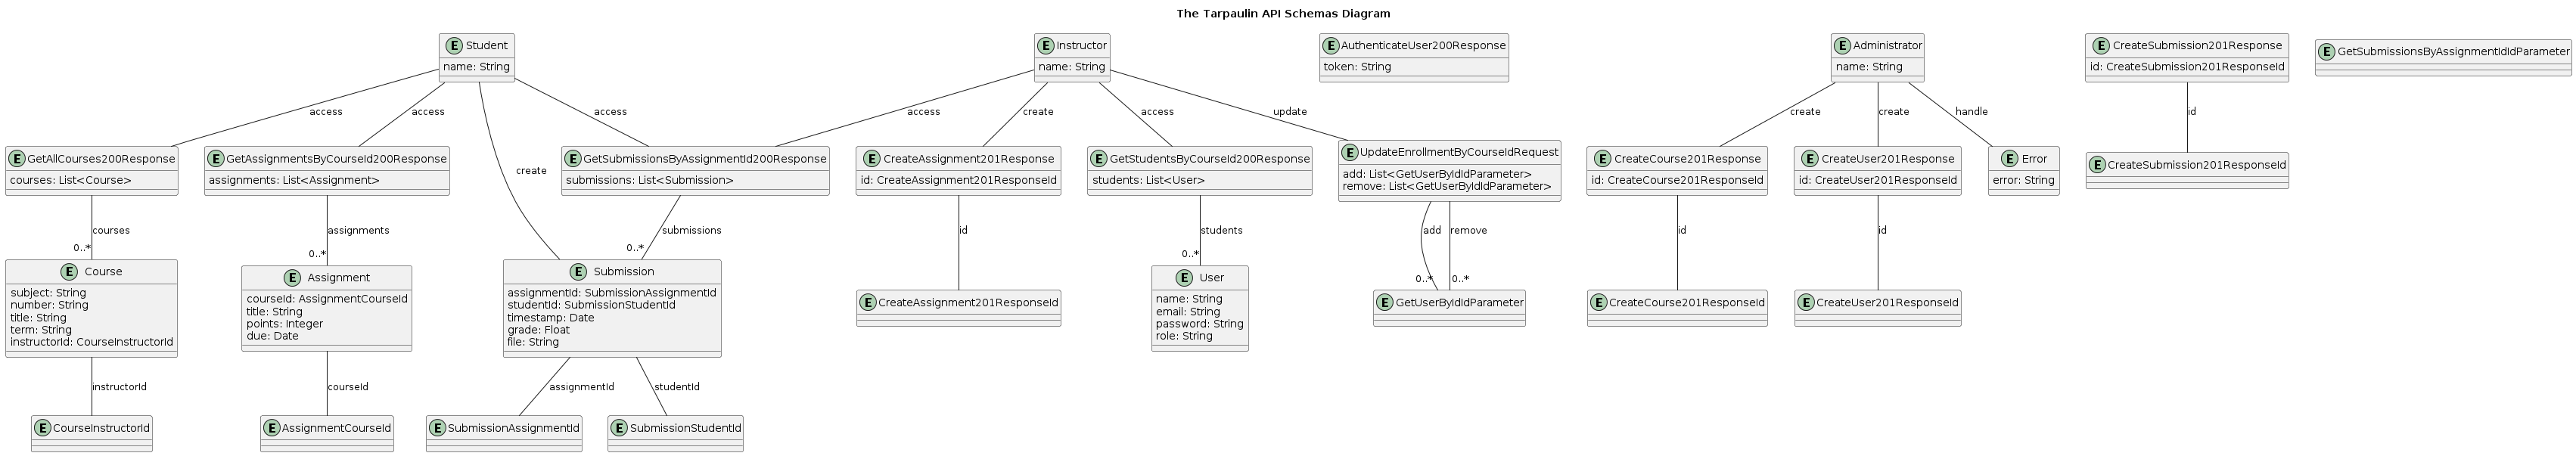 The Tarpaulin API Schemas Diagram
E Student
name: String
E Instructor
name: String
E AuthenticateUser200Response
token: String
E Administrator
name: String
E CreateSubmission201Response
id: CreateSubmission201ResponseId
E GetSubmissionsByAssignmentIdIdParameter
access
access
create
access
access
create
access
update
create
create
handle
id
E GetAllCourses200Response
courses: List<Course>
E GetAssignmentsByCourseId200Response
assignments: List<Assignment>
E GetSubmissionsByAssignmentId200Response
submissions: List<Submission>
E CreateAssignment201Response
id: CreateAssignment201ResponseId
E GetStudentsByCourseId200Response
students: List<User>
E UpdateEnrollmentByCourseIdRequest
add: List<GetUserByIdIdParameter>
remove: List<GetUserByIdIdParameter>
E CreateCourse201Response
id: CreateCourse201ResponseId
E CreateUser201Response
id: CreateUser201ResponseId
E Error
error: String
E CreateSubmission201ResponseId
courses
0..*
assignments
0..*
submissions
0..*
id
students
0..*
add
0..*
remove
0..*
id
id
E Course
subject: String
number: String
title: String
term: String
instructorId: CourseInstructorId
E Assignment
courseId: AssignmentCourseId
title: String
points: Integer
due: Date
E Submission
assignmentId: SubmissionAssignmentId
studentId: SubmissionStudentId
timestamp: Date
grade: Float
file: String
E CreateAssignment201ResponseId
E User
name: String
email: String
password: String
role: String
E GetUserByIdIdParameter
E CreateCourse201ResponseId
E CreateUser201ResponseId
instructorId
courseId
assignmentId
studentId
E CourseInstructorId
E AssignmentCourseId
E SubmissionAssignmentId
E SubmissionStudentId